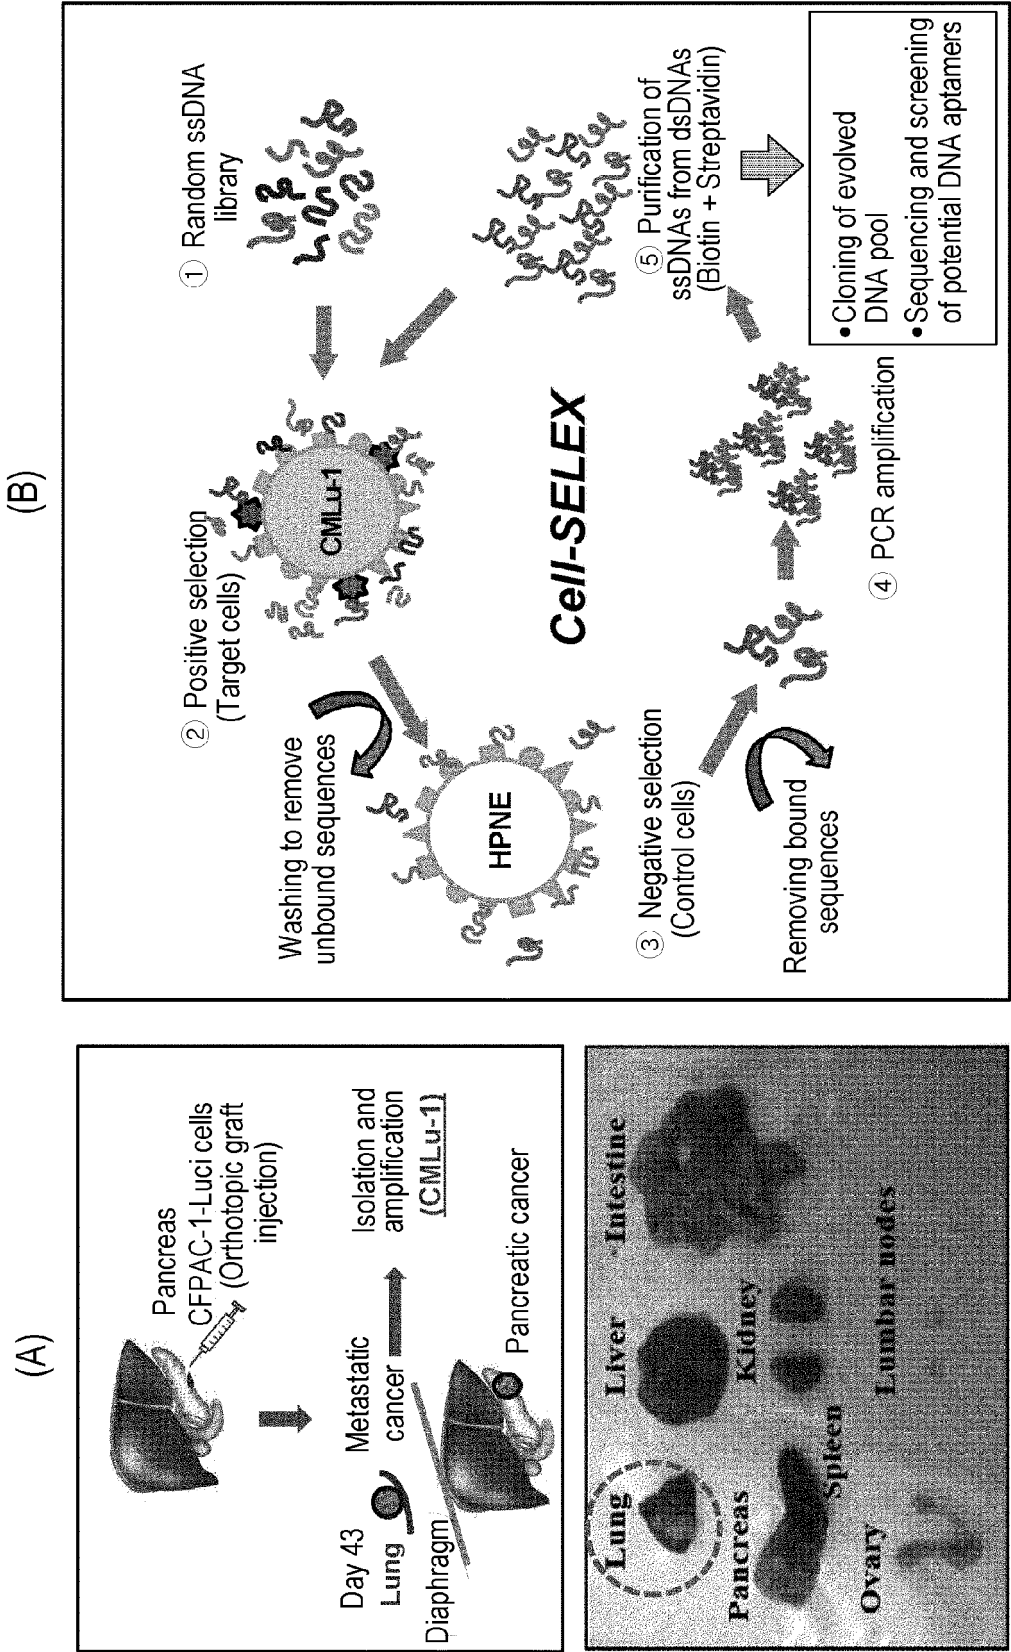 (A)
Pancreas
CFPAC-1-Luci cells
(Orthotopic graft
injection)
Day 43
Lung
Metastatic
cancer
Isolation and
amplification
(CMLu-1)
Diaphragm
Pancreatic cancer
Lung
Liver
Intestine
Pancreas
Kidney
Spleen
Ovary
Lumbar nodes
(B)
① Random ssDNA
library
② Positive selection
(Target cells)
CMLu-1
Washing to remove
unbound sequences
HPNE
Cell-SELEX
③ Negative selection
(Control cells)
Removing bound
sequences
④ PCR amplification
⑤ Purification of
ssDNAs from dsDNAs
(Biotin + Streptavidin)
• Cloning of evolved
DNA pool
• Sequencing and screening
of potential DNA aptamers